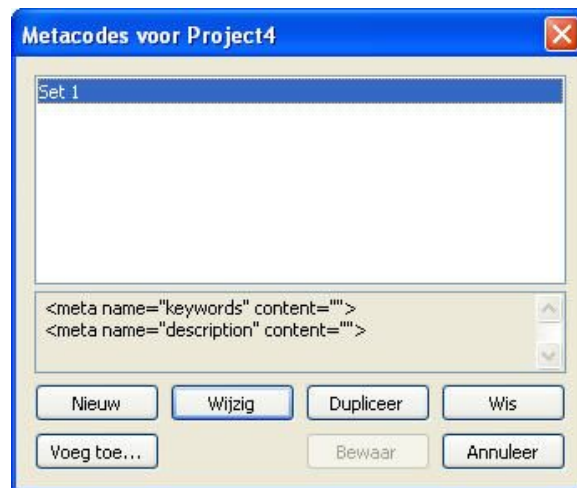 Metacodes voor Project4
Set 1
<meta name="keywords" content="">
<meta name="description" content="">
Nieuw Wijzig Dupliceer Wis
Voeg toe... Bewaar Annuleer